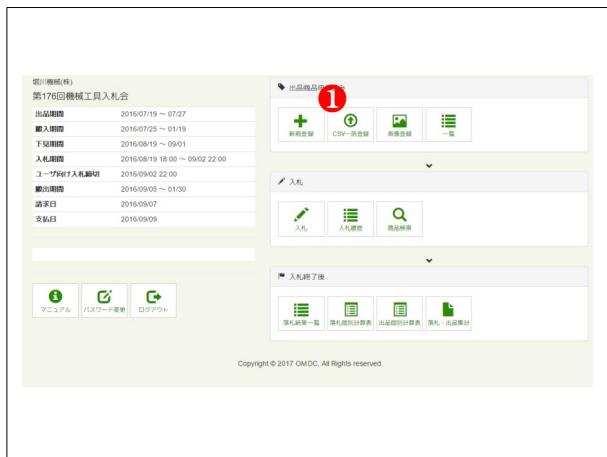 堀川機械(株)
第176回機械工具入札会
出品期間 2016/07/19 ～ 07/27
搬入期間 2016/07/25 ～ 01/19
下見期間 2016/08/19 ～ 09/01
入札期間 2016/08/19 18:00 ～ 09/02 22:00
ユーザ向け入札締切 2016/09/02 22:00
搬出期間 2016/09/05 ～ 01/30
請求日 2016/09/07
支払日 2016/09/09
マニュアル パスワード変更 ログアウト
出品商品
1
新規登録 CSV一括登録 画像登録 一覧
入札
入札 入札履歴 商品検索
入札終了後
落札結果一覧 落札個別計算表 出品個別計算表 落札・出品集計
Copyright © 2017 OMDC, All Rights reserved.